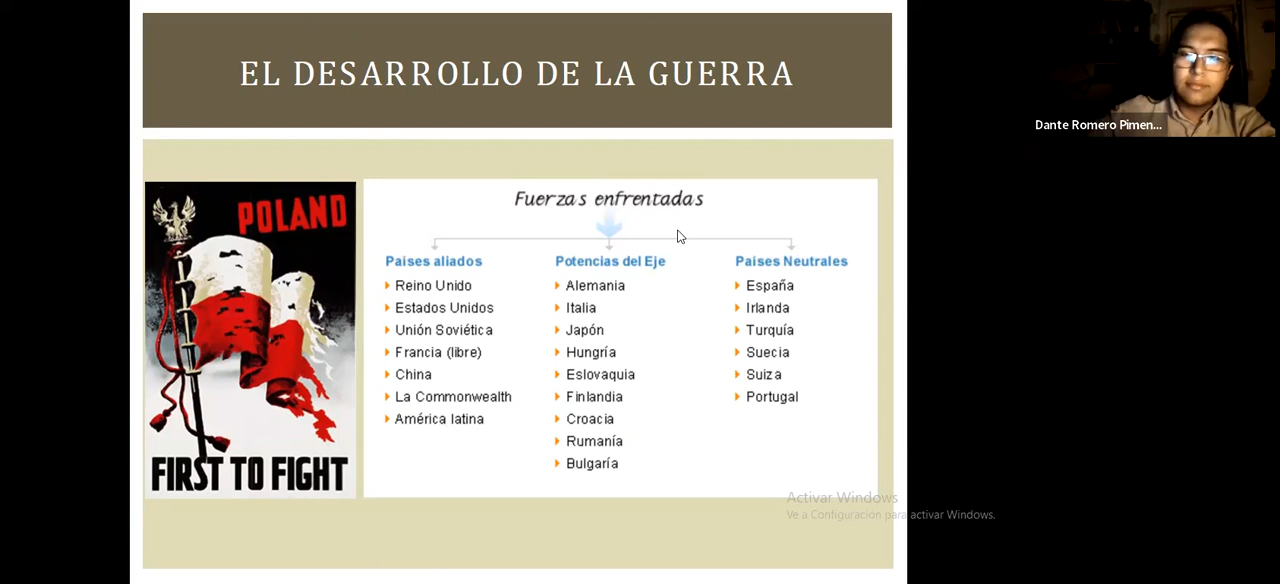 EL DESARROLLO DE LA GUERRA
Dante Romero Pimen...
POLAND
FIRST TO FIGHT
Fuerzas enfrentadas
Paises aliados
Reino Unido
Estados Unidos
Unión Soviética
Francia (libre)
China
La Commonwealth
América latina
Potencias del Eje
Alemania
Italia
Japón
Hungría
Eslovaquia
Finlandia
Croacia
Rumanía
Bulgaría
Paises Neutrales
España
Irlanda
Turquía
Suecia
Suiza
Portugal
Activar Windows
Ve a Configuración para activar Windows.